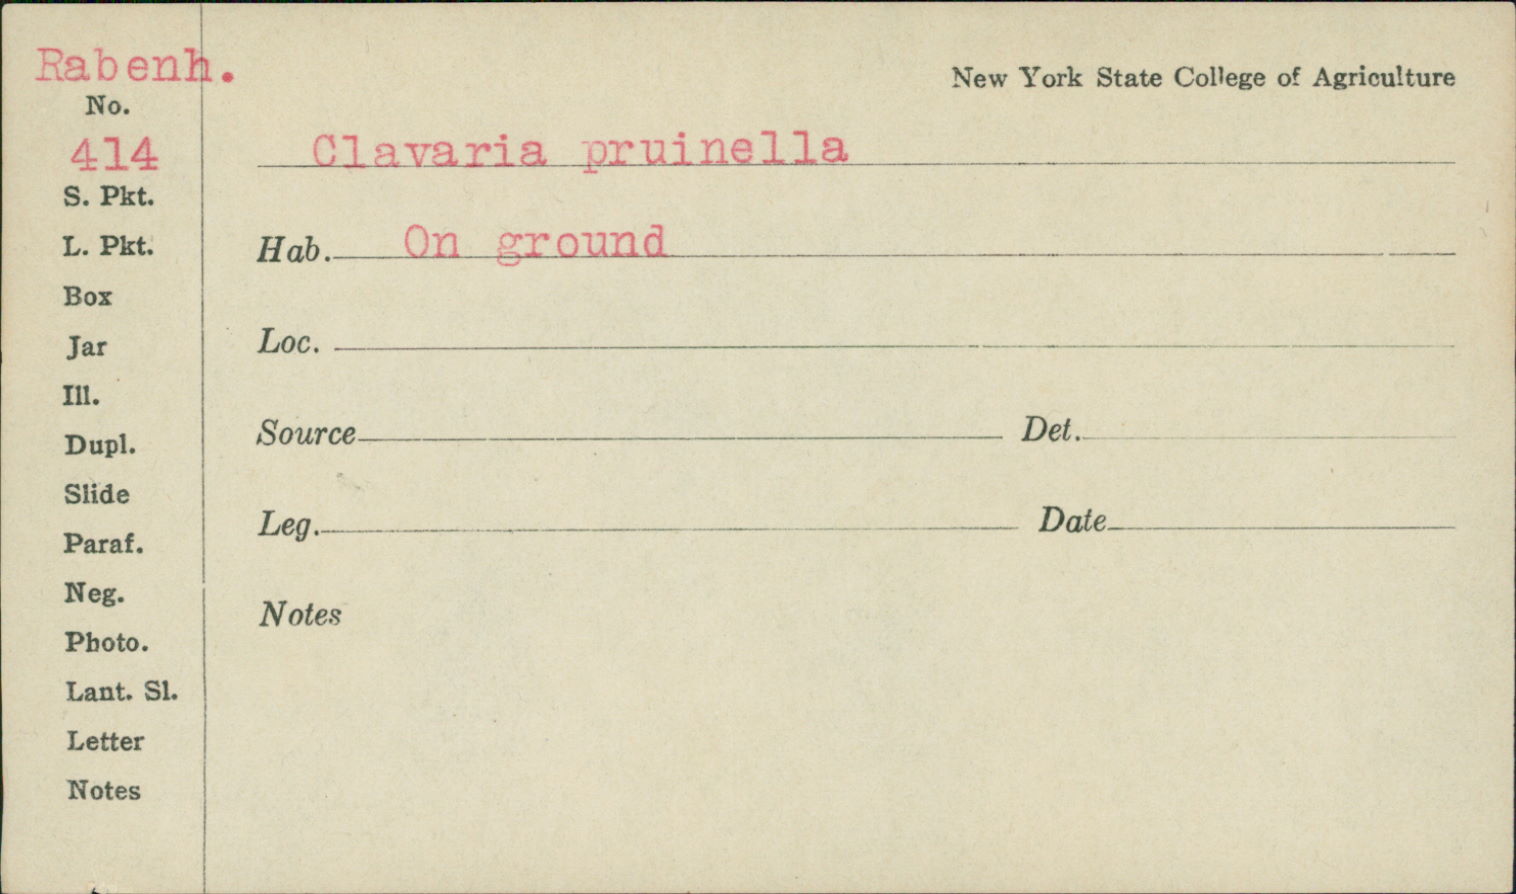 Rabenh.
No.
414
S. Pkt.
L. Pkt.
Box
Jar
Ill.
Dupl.
Slide
Paraf.
Neg.
Photo.
Lant. Sl.
Letter
Notes
New York State College of Agriculture
Clavaria pruinella
Hab. On ground
Loc.
Source Det.
Leg. Date
Notes